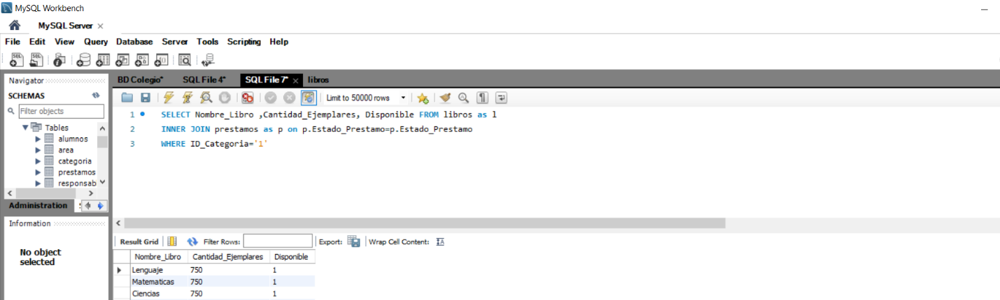 MySQL Workbench
MySQL Server
File Edit View Query Database Server Tools Scripting Help
Navigator
SCHEMAS
Filter objects
Tables
alumnos
area
categoria
prestamos
responsab
Administration
Information
No object
selected
BD Colegio* SQL File 4* SQL File 7* libros
Limit to 50000 rows
1 SELECT Nombre_Libro ,Cantidad_Ejemplares, Disponible FROM libros as l
2 INNER JOIN prestamos as p on p.Estado_Prestamo=p.Estado_Prestamo
3 WHERE ID_Categoria='1'
Result Grid Filter Rows: Export: Wrap Cell Content:
Nombre_Libro Cantidad_Ejemplares Disponible
Lenguaje 750 1
Matematicas 750 1
Ciencias 750 1